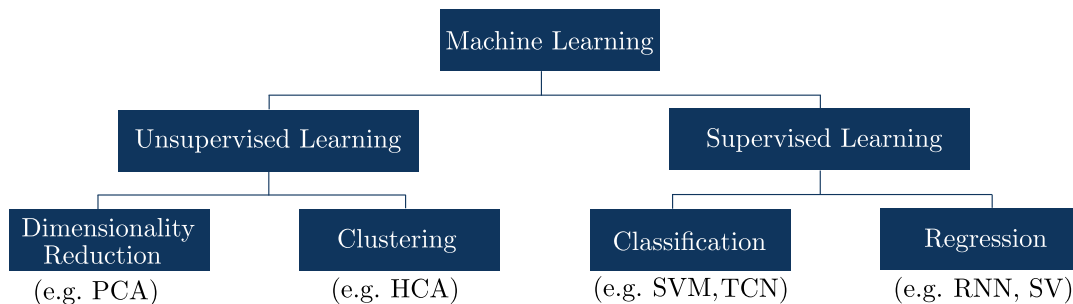 Machine Learning
Unsupervised Learning
Supervised Learning
Dimensionality
Reduction
Clustering
Classification
Regression
(e.g. PCA)
(e.g. HCA)
(e.g. SVM,TCN)
(e.g. RNN, SV)